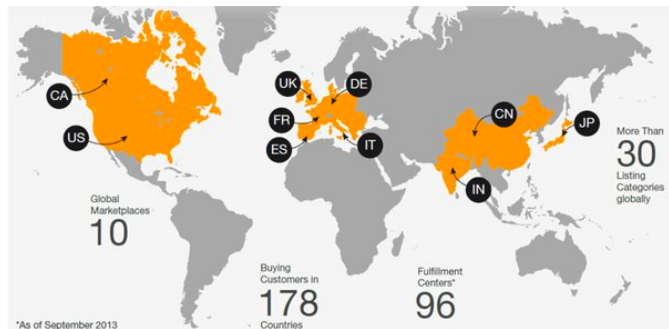 CA
US
UK
DE
FR
ES
IT
CN
JP
IN
Global
Marketplaces
10
Buying
Customers in
178
Countries
Fulfillment
Centers*
96
More Than
30
Listing
Categories
globally
*As of September 2013